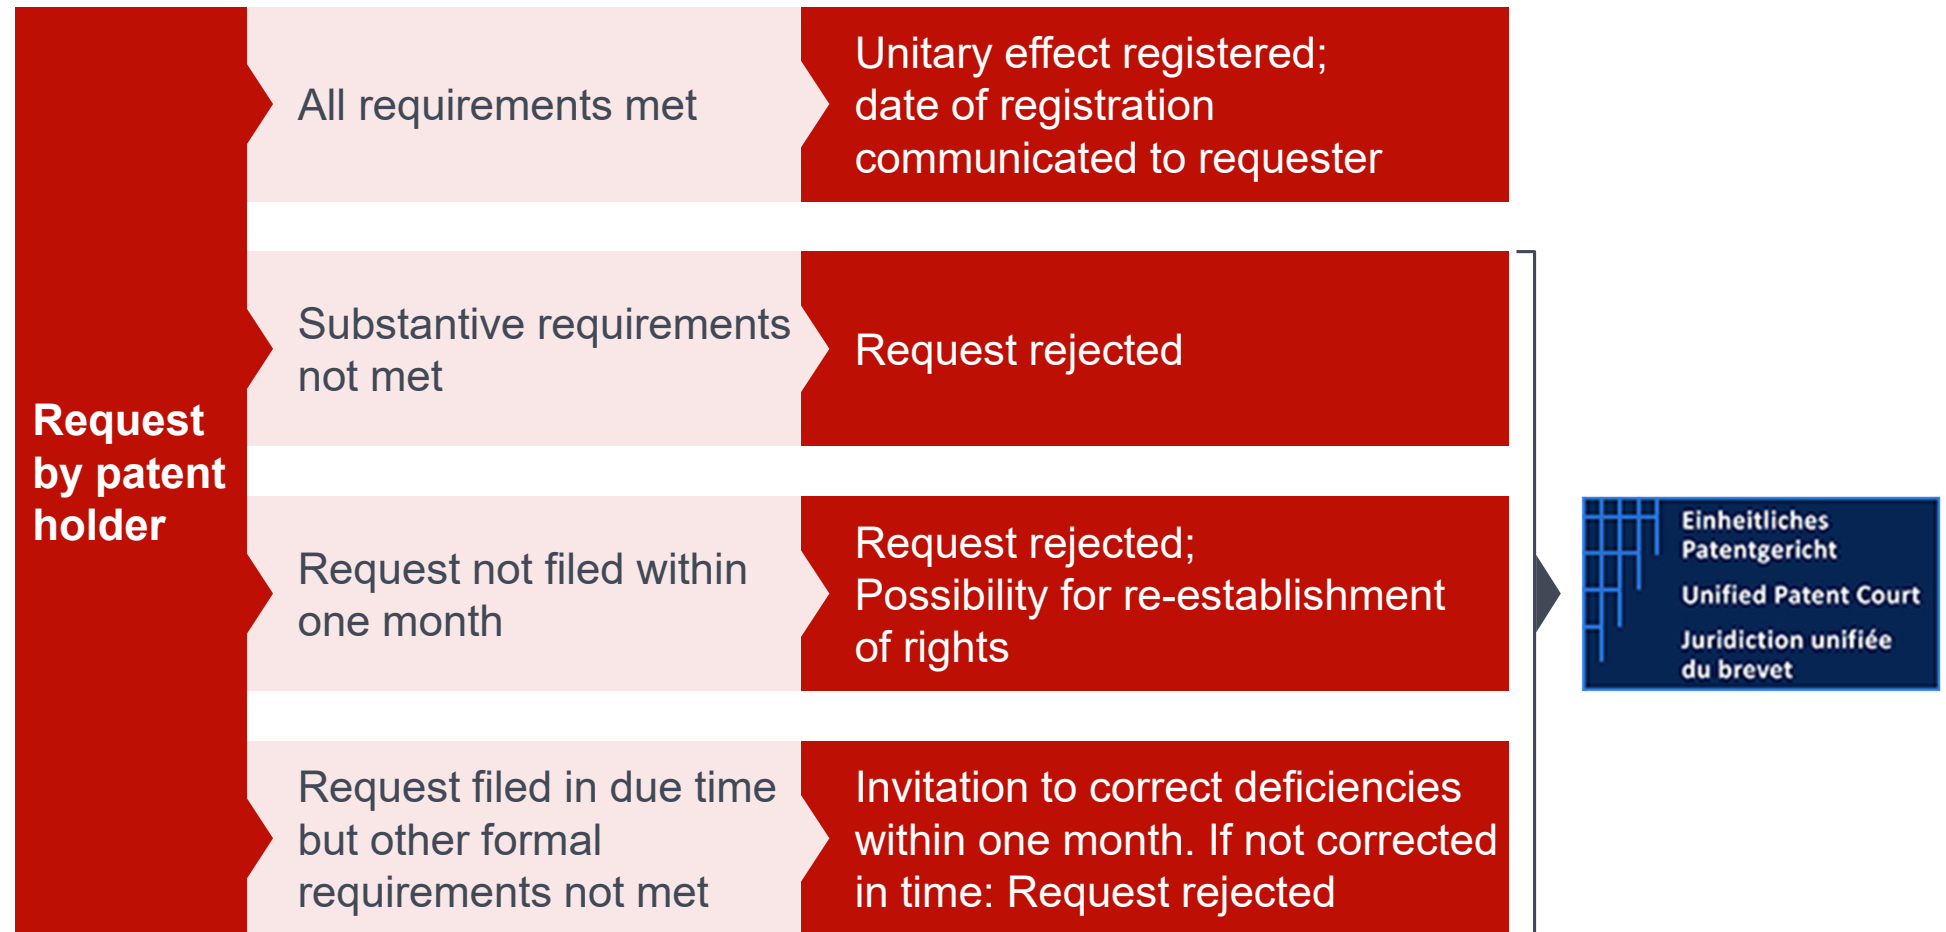 Request
by patent
holder
All requirements met
Unitary effect registered;
date of registration
communicated to requester
Substantive requirements
not met
Request rejected
Request not filed within
one month
Request rejected;
Possibility for re-establishment
of rights
Request filed in due time
but other formal
requirements not met
Invitation to correct deficiencies
within one month. If not corrected
in time: Request rejected
Einheitliches
Patentgericht
Unified Patent Court
Juridiction unifiée
du brevet